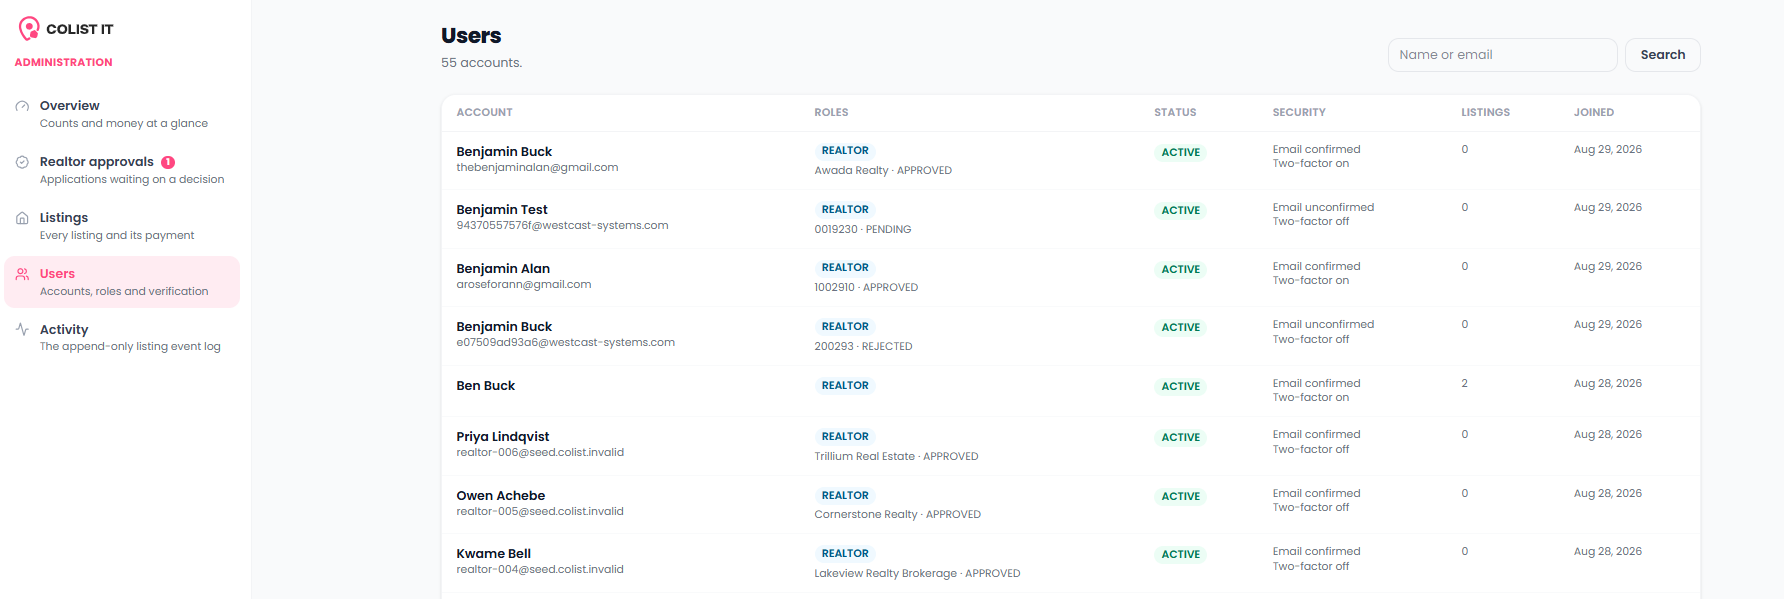 COLIST IT
ADMINISTRATION
Overview
Counts and money at a glance
Realtor approvals 1
Applications waiting on a decision
Listings
Every listing and its payment
Users
Accounts, roles and verification
Activity
The append-only listing event log
Users
55 accounts.
Name or email
Search
ACCOUNT ROLES STATUS SECURITY LISTINGS JOINED
Benjamin Buck REALTOR ACTIVE Email confirmed 0 Aug 29, 2026
thebenjaminalan@gmail.com Awada Realty · APPROVED Two-factor on
Benjamin Test REALTOR ACTIVE Email unconfirmed 0 Aug 29, 2026
94370557576f@westcast-systems.com 0019230 · PENDING Two-factor off
Benjamin Alan REALTOR ACTIVE Email confirmed 0 Aug 29, 2026
aroseforann@gmail.com 1002910 · APPROVED Two-factor on
Benjamin Buck REALTOR ACTIVE Email unconfirmed 0 Aug 29, 2026
e07509ad93a6@westcast-systems.com 200293 · REJECTED Two-factor off
Ben Buck REALTOR ACTIVE Email confirmed 2 Aug 28, 2026
Two-factor on
Priya Lindqvist REALTOR ACTIVE Email confirmed 0 Aug 28, 2026
realtor-006@seed.colist.invalid Trillium Real Estate · APPROVED Two-factor off
Owen Achebe REALTOR ACTIVE Email confirmed 0 Aug 28, 2026
realtor-005@seed.colist.invalid Cornerstone Realty · APPROVED Two-factor off
Kwame Bell REALTOR ACTIVE Email confirmed 0 Aug 28, 2026
realtor-004@seed.colist.invalid Lakeview Realty Brokerage · APPROVED Two-factor off